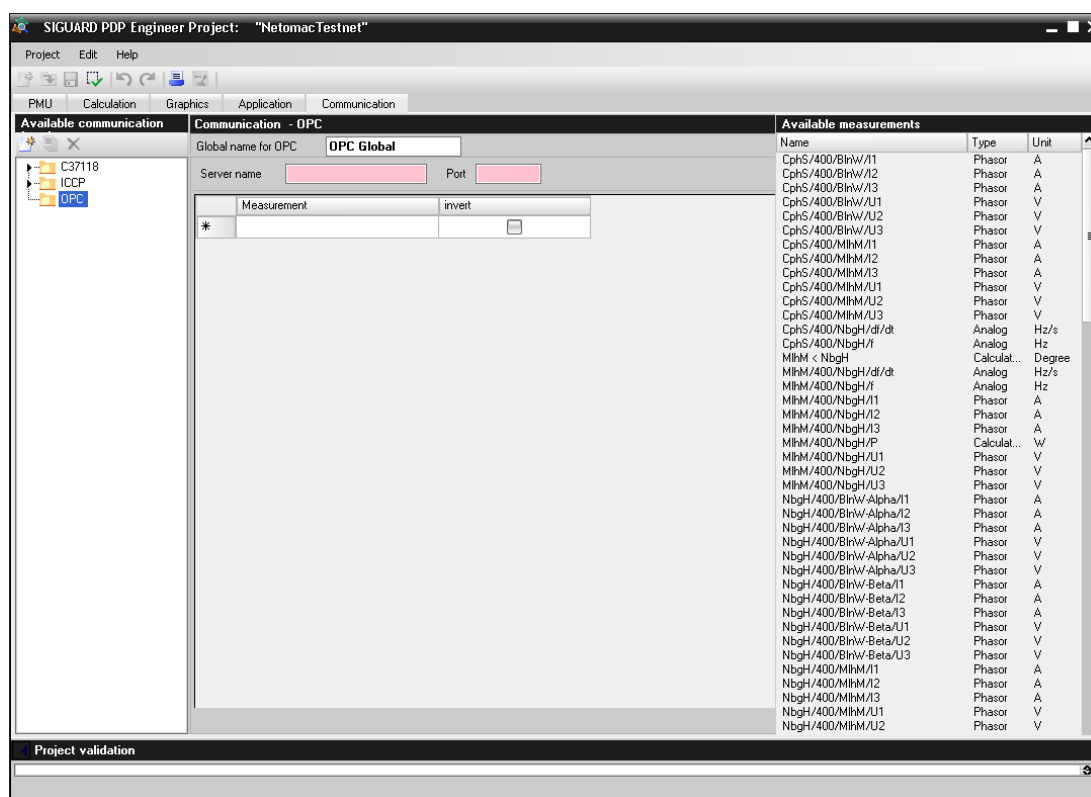 SIGUARD PDP Engineer Project: "NetomacTestnet"
Project Edit Help
PMU Calculation Graphics Application Communication
Available communication
C37118
ICCP
OPC
Communication - OPC
Global name for OPC OPC Global
Server name Port
Measurement invert
Available measurements
Name Type Unit
CphS/400/BlnW/I1 Phasor A
CphS/400/BlnW/I2 Phasor A
CphS/400/BlnW/I3 Phasor A
CphS/400/BlnW/U1 Phasor V
CphS/400/BlnW/U2 Phasor V
CphS/400/BlnW/U3 Phasor V
CphS/400/MlhM/I1 Phasor A
CphS/400/MlhM/I2 Phasor A
CphS/400/MlhM/I3 Phasor A
CphS/400/MlhM/U1 Phasor V
CphS/400/MlhM/U2 Phasor V
CphS/400/MlhM/U3 Phasor V
CphS/400/NbgH/df/dt Analog Hz/s
CphS/400/NbgH/f Analog Hz
MlhM < NbgH Calculat... Degree
MlhM/400/NbgH/df/dt Analog Hz/s
MlhM/400/NbgH/f Analog Hz
MlhM/400/NbgH/I1 Phasor A
MlhM/400/NbgH/I2 Phasor A
MlhM/400/NbgH/I3 Phasor A
MlhM/400/NbgH/P Calculat... W
MlhM/400/NbgH/U1 Phasor V
MlhM/400/NbgH/U2 Phasor V
MlhM/400/NbgH/U3 Phasor V
NbgH/400/BlnW-Alpha/I1 Phasor A
NbgH/400/BlnW-Alpha/I2 Phasor A
NbgH/400/BlnW-Alpha/I3 Phasor A
NbgH/400/BlnW-Alpha/U1 Phasor V
NbgH/400/BlnW-Alpha/U2 Phasor V
NbgH/400/BlnW-Alpha/U3 Phasor V
NbgH/400/BlnW-Beta/I1 Phasor A
NbgH/400/BlnW-Beta/I2 Phasor A
NbgH/400/BlnW-Beta/I3 Phasor A
NbgH/400/BlnW-Beta/U1 Phasor V
NbgH/400/BlnW-Beta/U2 Phasor V
NbgH/400/BlnW-Beta/U3 Phasor V
NbgH/400/MlhM/I1 Phasor A
NbgH/400/MlhM/I2 Phasor A
NbgH/400/MlhM/I3 Phasor A
NbgH/400/MlhM/U1 Phasor V
NbgH/400/MlhM/U2 Phasor V
Project validation